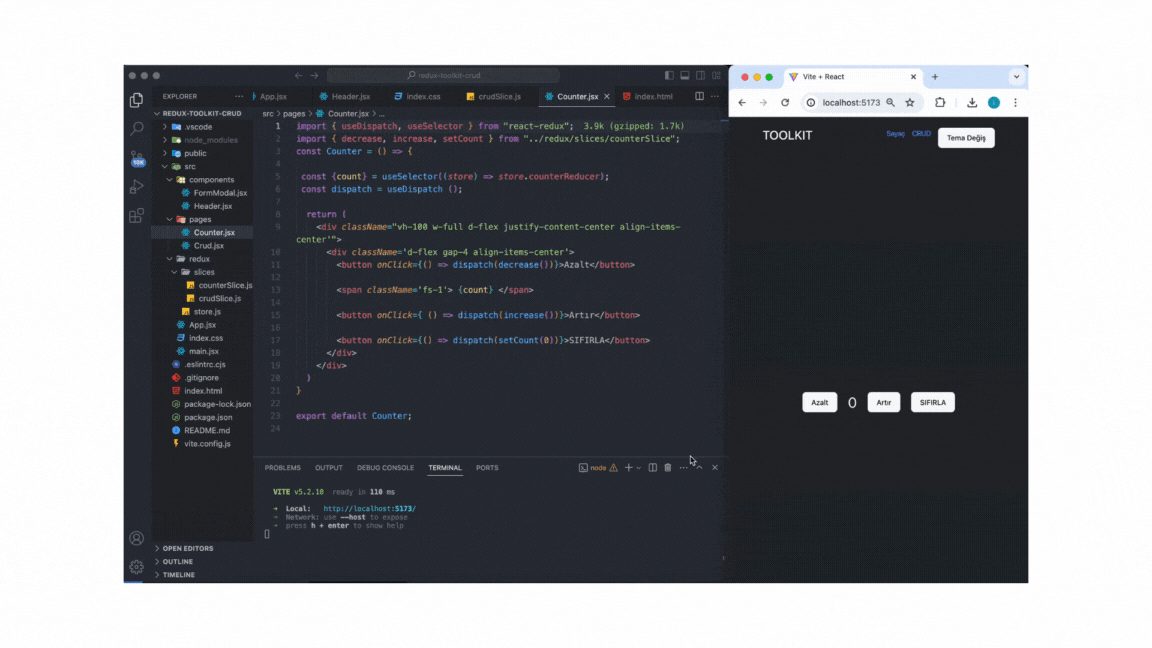 redux-toolkit-crud
EXPLORER
App.jsx
Header.jsx
index.css
crudSlice.js
Counter.jsx
index.html
REDUX-TOOLKIT-CRUD
.vscode
node_modules
public
src
components
FormModal.jsx
Header.jsx
pages
Counter.jsx
Crud.jsx
redux
slices
counterSlice.js
crudSlice.js
store.js
App.jsx
index.css
main.jsx
.eslintrc.cjs
.gitignore
index.html
package-lock.json
package.json
README.md
vite.config.js
OPEN EDITORS
OUTLINE
TIMELINE
10K
src > pages > Counter.jsx > ...
1 import { useDispatch, useSelector } from "react-redux"; 3.9k (gzipped: 1.7k)
2 import { decrease, increase, setCount } from "../redux/slices/counterSlice";
3 const Counter = () => {
4
5 const {count} = useSelector((store) => store.counterReducer);
6 const dispatch = useDispatch ();
7
8 return (
9 <div className="vh-100 w-full d-flex justify-content-center align-items-
center'">
10 <div className='d-flex gap-4 align-items-center'>
11 <button onClick={() => dispatch(decrease())}>Azalt</button>
12
13 <span className='fs-1'> {count} </span>
14
15 <button onClick={ () => dispatch(increase())}>Artır</button>
16
17 <button onClick={() => dispatch(setCount(0))}>SIFIRLA</button>
18 </div>
19 </div>
20 )
21 }
22
23 export default Counter;
24
PROBLEMS OUTPUT DEBUG CONSOLE TERMINAL PORTS
node
VITE v5.2.10 ready in 110 ms
➜ Local: http://localhost:5173/
➜ Network: use --host to expose
➜ press h + enter to show help
Vite + React
localhost:5173
TOOLKIT
Sayaç
CRUD
Tema Değiş
Azalt
0
Artır
SIFIRLA